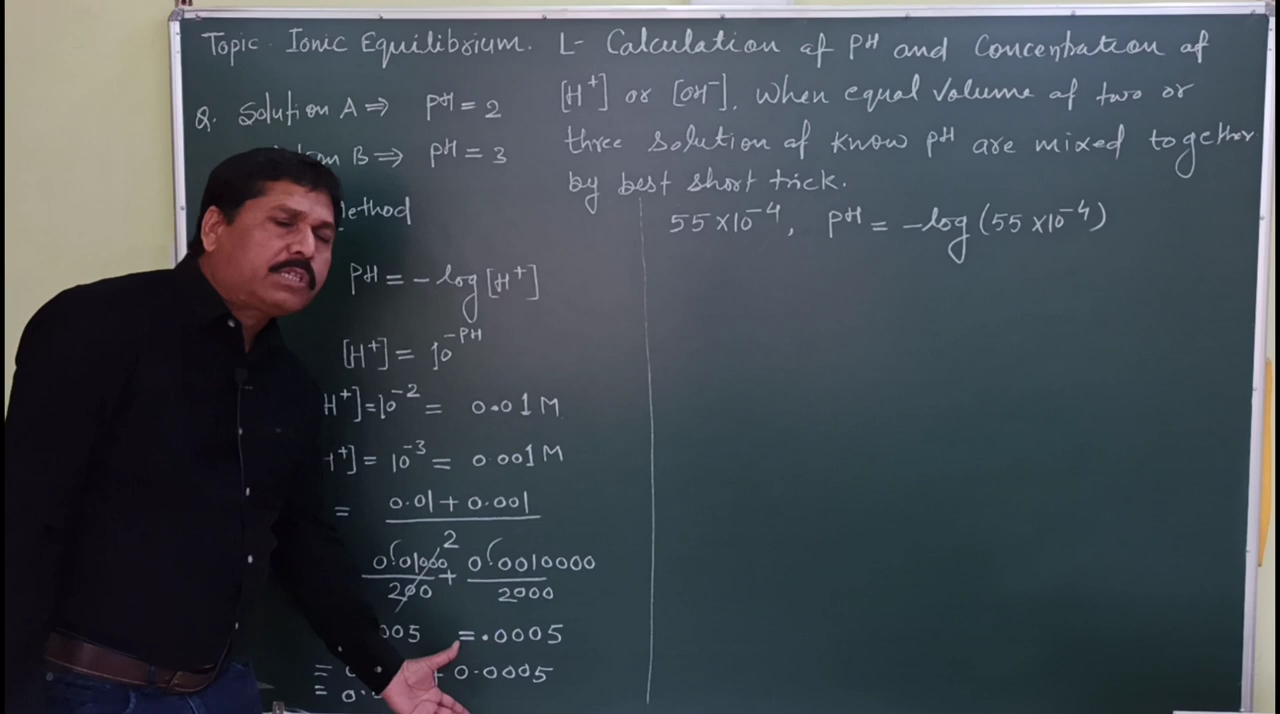 Topic. Ionic Equilibrium. L- Calculation of PH and Concentration of
[H+] or [OH-]. When equal Volume of two or
three solution of know PH are mixed together
by best short trick.
Q. Solution A ⇒ PH = 2
B ⇒ PH = 3
Method
PH = - log [H+]
[H+] = 10^-PH
H+] = 10^-2 = 0.01 M
+] = 10^-3 = 0.001 M
= 0.01 + 0.001
2
0.01000 + 0.0010000
200 2000
005 = .0005
= 0 + 0.0005
= 0.
55 × 10^-4, PH = - log (55 × 10^-4)